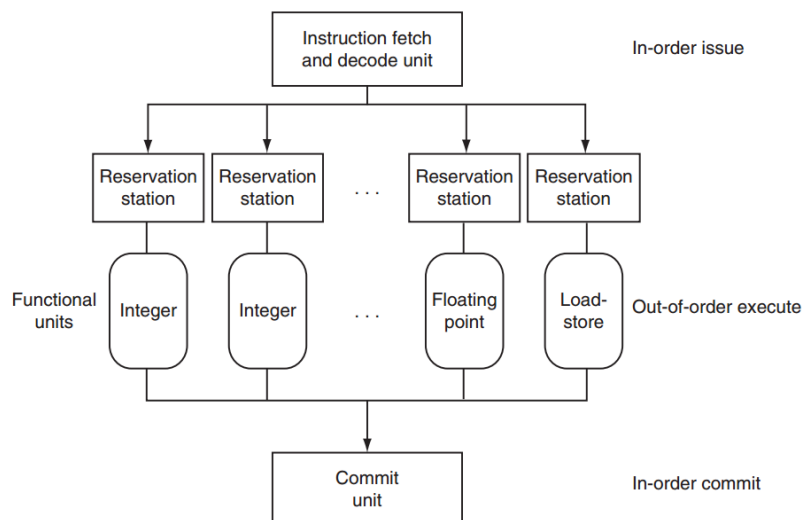 Instruction fetch
and decode unit
In-order issue
Reservation
station
Reservation
station
. . .
Reservation
station
Reservation
station
Functional
units
Integer
Integer
. . .
Floating
point
Load-
store
Out-of-order execute
Commit
unit
In-order commit